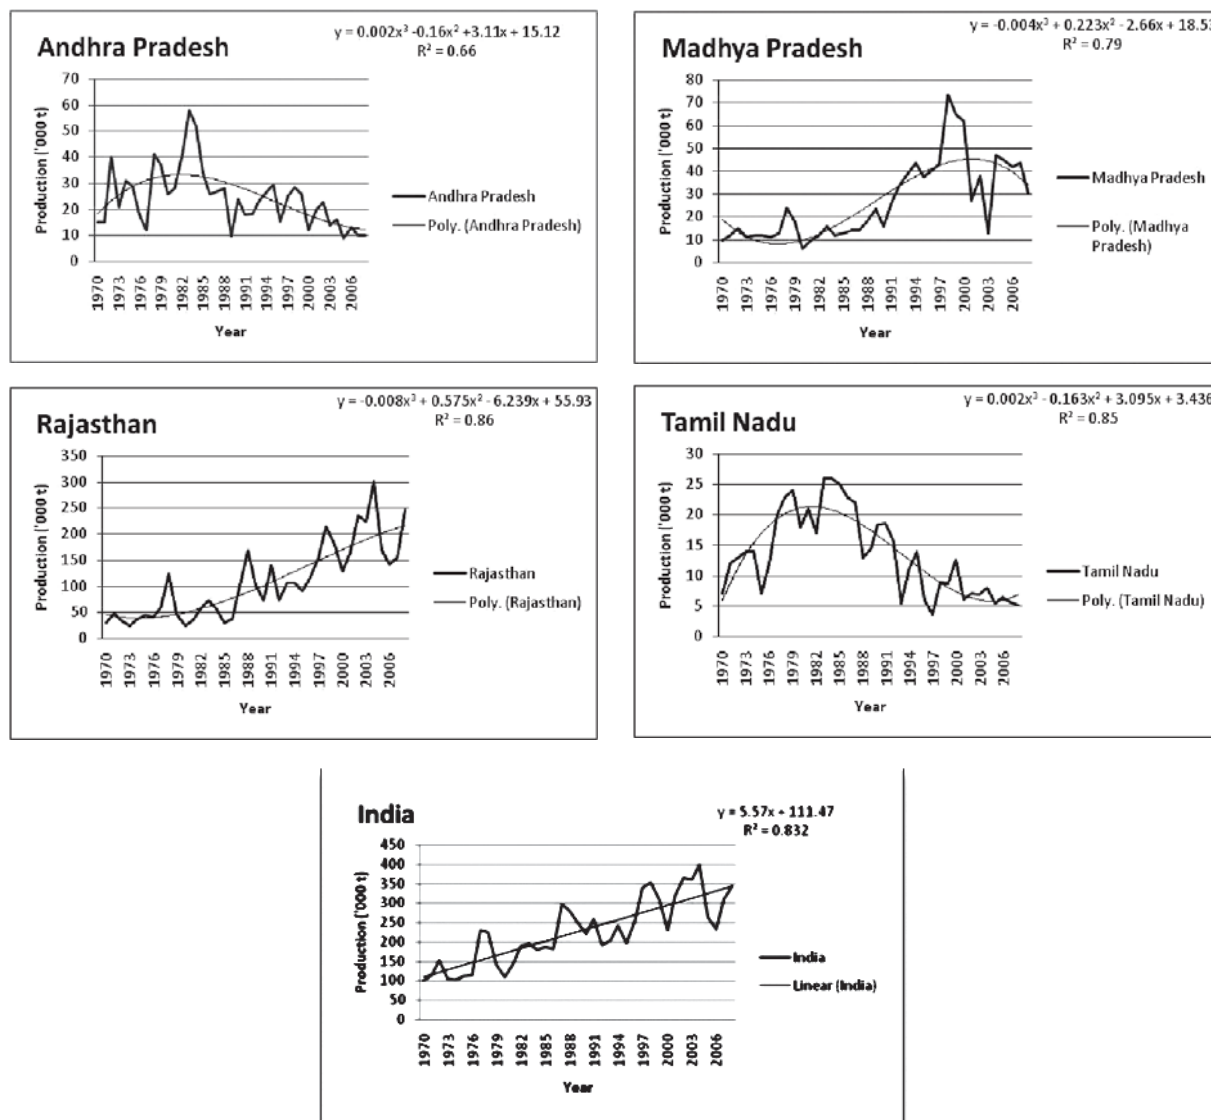 y = 0.002x³ -0.16x² +3.11x + 15.12
R² = 0.66
Andhra Pradesh
Production ('000 t)
70
60
50
40
30
20
10
0
1970
1973
1976
1979
1982
1985
1988
1991
1994
1997
2000
2003
2006
Year
Andhra Pradesh
Poly. (Andhra Pradesh)
y = -0.004x³ + 0.223x² - 2.66x + 18.53
R² = 0.79
Madhya Pradesh
Production ('000 t)
80
70
60
50
40
30
20
10
0
1970
1973
1976
1979
1982
1985
1988
1991
1994
1997
2000
2003
2006
Year
Madhya Pradesh
Poly. (Madhya
Pradesh)
y = -0.008x³ + 0.575x² - 6.239x + 55.93
R² = 0.86
Rajasthan
Production ('000 t)
350
300
250
200
150
100
50
0
1970
1973
1976
1979
1982
1985
1988
1991
1994
1997
2000
2003
2006
Year
Rajasthan
Poly. (Rajasthan)
y = 0.002x³ - 0.163x² + 3.095x + 3.436
R² = 0.85
Tamil Nadu
Production ('000 t)
30
25
20
15
10
5
0
1970
1973
1976
1979
1982
1985
1988
1991
1994
1997
2000
2003
2006
Year
Tamil Nadu
Poly. (Tamil Nadu)
y = 5.57x + 111.47
R² = 0.832
India
Production ('000 t)
450
400
350
300
250
200
150
100
50
0
1970
1973
1976
1979
1982
1985
1988
1991
1994
1997
2000
2003
2006
Year
India
Linear (India)